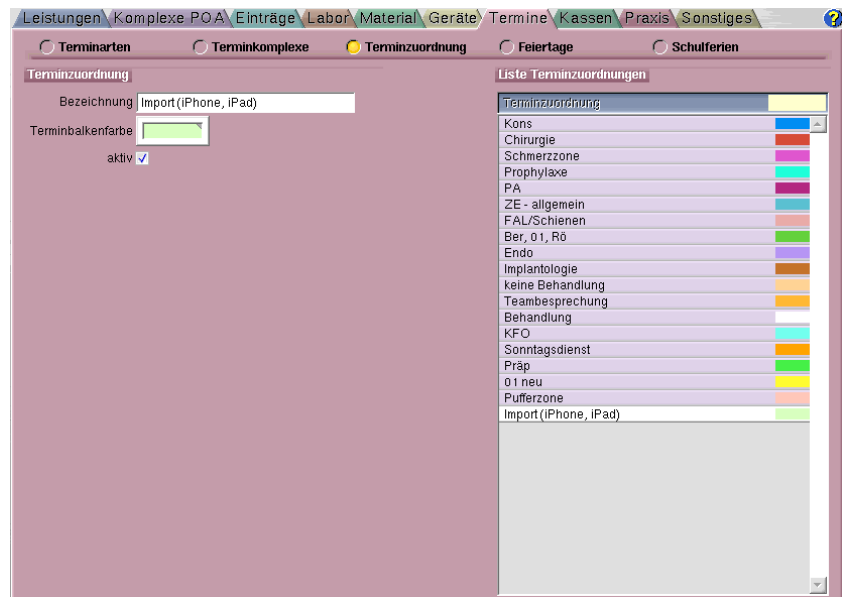 Leistungen Komplexe POA Einträge Labor Material Geräte Termine Kassen Praxis Sonstiges ?
Terminarten Terminkomplexe Terminzuordnung Feiertage Schulferien
Terminzuordnung
Bezeichnung Import (iPhone, iPad)
Terminbalkenfarbe
aktiv
Liste Terminzuordnungen
Terminzuordnung
Kons
Chirurgie
Schmerzzone
Prophylaxe
PA
ZE - allgemein
FAL/Schienen
Ber, 01, Rö
Endo
Implantologie
keine Behandlung
Teambesprechung
Behandlung
KFO
Sonntagsdienst
Präp
01 neu
Pufferzone
Import (iPhone, iPad)